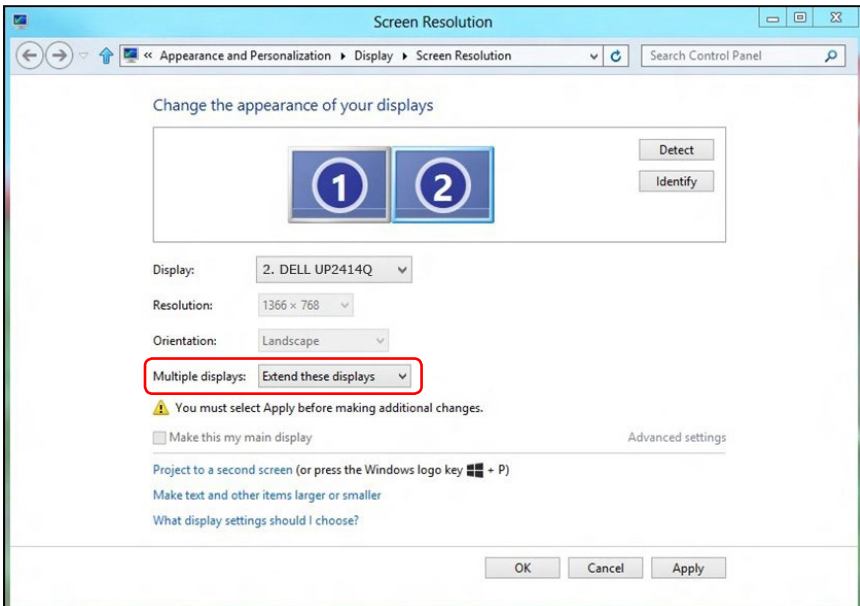 Screen Resolution
« Appearance and Personalization ▸ Display ▸ Screen Resolution
Search Control Panel
Change the appearance of your displays
1 2
Detect
Identify
Display: 2. DELL UP2414Q
Resolution: 1366 × 768
Orientation: Landscape
Multiple displays: Extend these displays
You must select Apply before making additional changes.
Make this my main display Advanced settings
Project to a second screen (or press the Windows logo key + P)
Make text and other items larger or smaller
What display settings should I choose?
OK Cancel Apply